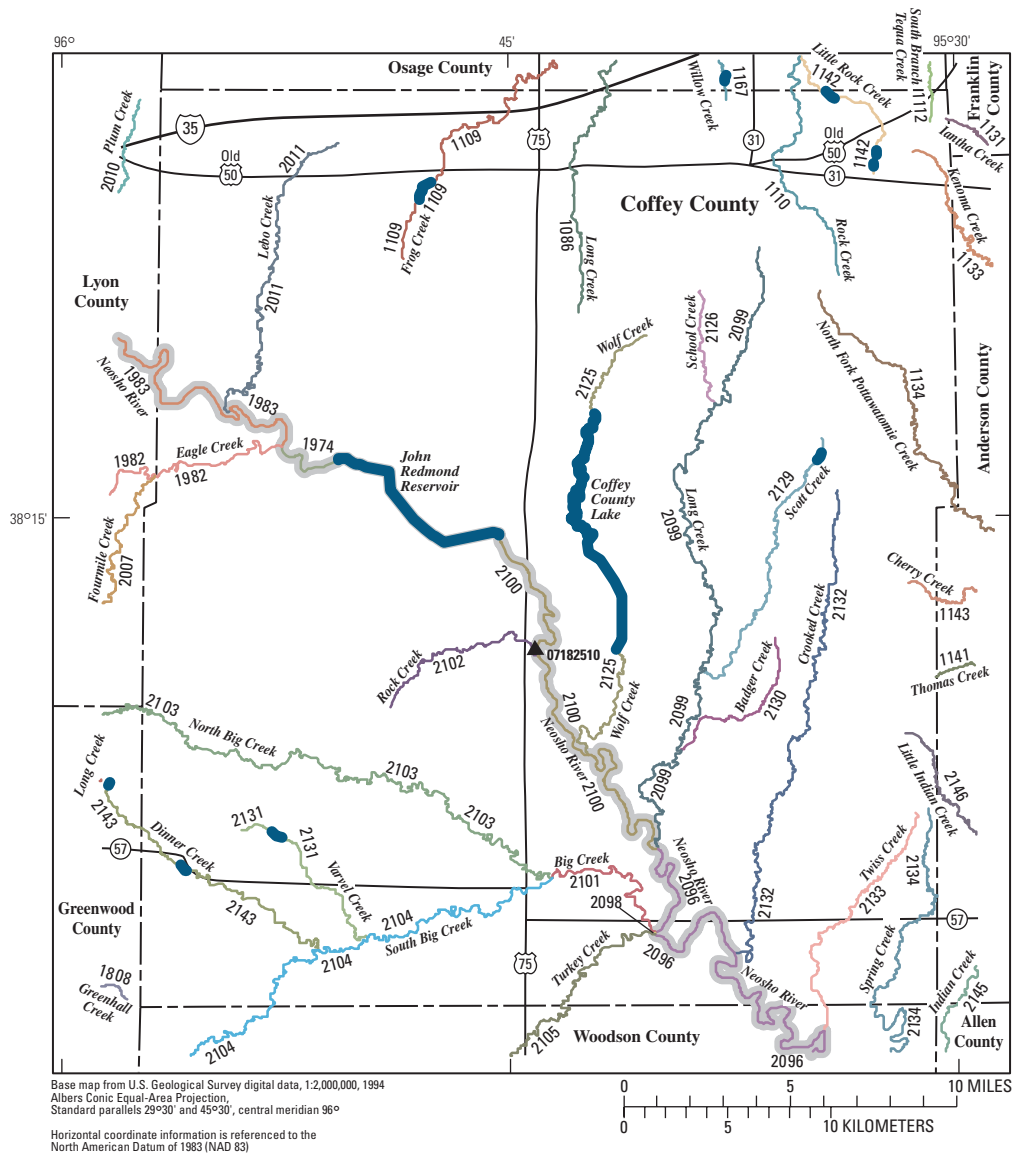 96°
45'
95°30'
Osage County
South Branch
Tequa Creek
1112
Franklin
County
Little Rock Creek
1142
Willow Creek
1167
Plum Creek
2010
35
Old
50
2011
1109
75
31
Old
50
1142
31
1131
Iantha Creek
Kenoma Creek
1133
1110
Coffey County
Lebo Creek
1109
1109
Frog Creek
1086
Long Creek
Rock Creek
Lyon
County
2011
School Creek
2126
2099
Wolf Creek
2125
North Fork Pottawatomie Creek
1134
Anderson County
1983
Neosho River
1983
Eagle Creek
1982
1982
1974
John
Redmond
Reservoir
Coffey
County
Lake
2129
Scott Creek
38°15'
Long Creek
2099
Fourmile Creek
2007
2100
Crooked Creek
2132
Cherry Creek
1143
07182510
Rock Creek
2102
2125
Wolf Creek
1141
Thomas Creek
Badger Creek
2130
2099
2103
North Big Creek
2100
Neosho River
2100
2103
2099
Little Indian Creek
2146
Long Creek
2143
2103
2131
2131
Varvel Creek
57
Dinner Creek
Big Creek
2101
Neosho River
2096
Twiss Creek
2133
2134
2143
2098
2132
57
Greenwood
County
2104
South Big Creek
2104
Turkey Creek
2096
75
Neosho River
Spring Creek
Indian Creek
2145
1808
Greenhall
Creek
2104
2105
Woodson County
2096
2134
Allen
County
Base map from U.S. Geological Survey digital data, 1:2,000,000, 1994
Albers Conic Equal-Area Projection,
Standard parallels 29°30' and 45°30', central meridian 96°
Horizontal coordinate information is referenced to the
North American Datum of 1983 (NAD 83)
0 5 10 MILES
0 5 10 KILOMETERS